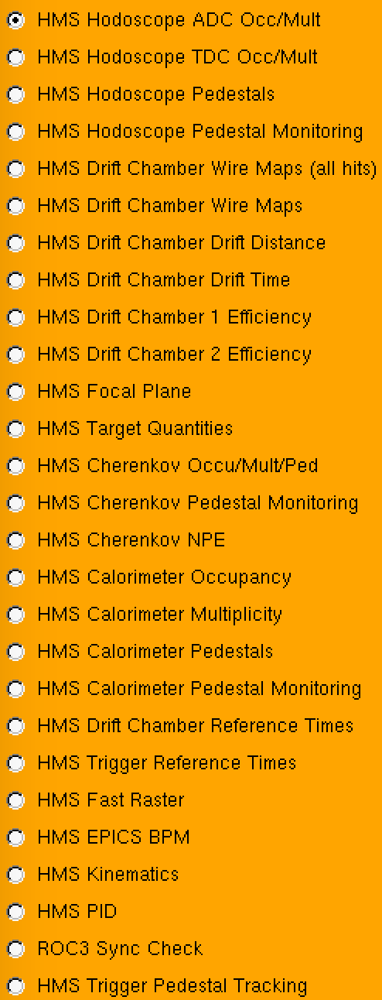 HMS Hodoscope ADC Occ/Mult
HMS Hodoscope TDC Occ/Mult
HMS Hodoscope Pedestals
HMS Hodoscope Pedestal Monitoring
HMS Drift Chamber Wire Maps (all hits)
HMS Drift Chamber Wire Maps
HMS Drift Chamber Drift Distance
HMS Drift Chamber Drift Time
HMS Drift Chamber 1 Efficiency
HMS Drift Chamber 2 Efficiency
HMS Focal Plane
HMS Target Quantities
HMS Cherenkov Occu/Mult/Ped
HMS Cherenkov Pedestal Monitoring
HMS Cherenkov NPE
HMS Calorimeter Occupancy
HMS Calorimeter Multiplicity
HMS Calorimeter Pedestals
HMS Calorimeter Pedestal Monitoring
HMS Drift Chamber Reference Times
HMS Trigger Reference Times
HMS Fast Raster
HMS EPICS BPM
HMS Kinematics
HMS PID
ROC3 Sync Check
HMS Trigger Pedestal Tracking